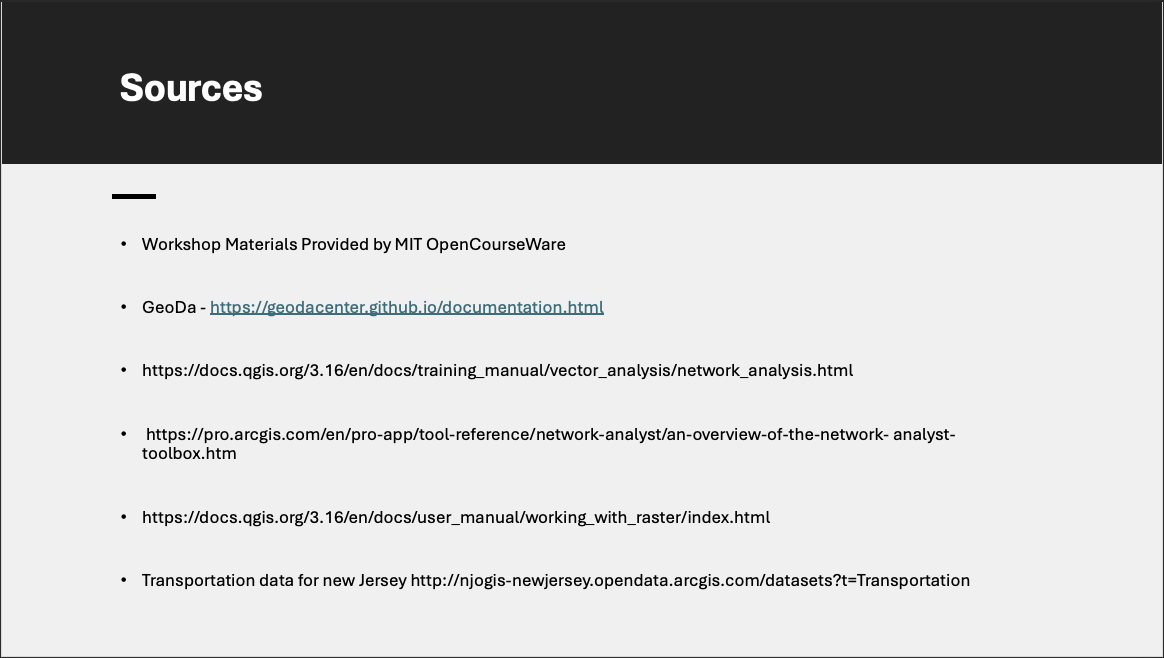 Sources
• Workshop Materials Provided by MIT OpenCourseWare
• GeoDa - https://geodacenter.github.io/documentation.html
• https://docs.qgis.org/3.16/en/docs/training_manual/vector_analysis/network_analysis.html
• https://pro.arcgis.com/en/pro-app/tool-reference/network-analyst/an-overview-of-the-network- analyst-
toolbox.htm
• https://docs.qgis.org/3.16/en/docs/user_manual/working_with_raster/index.html
• Transportation data for new Jersey http://njogis-newjersey.opendata.arcgis.com/datasets?t=Transportation